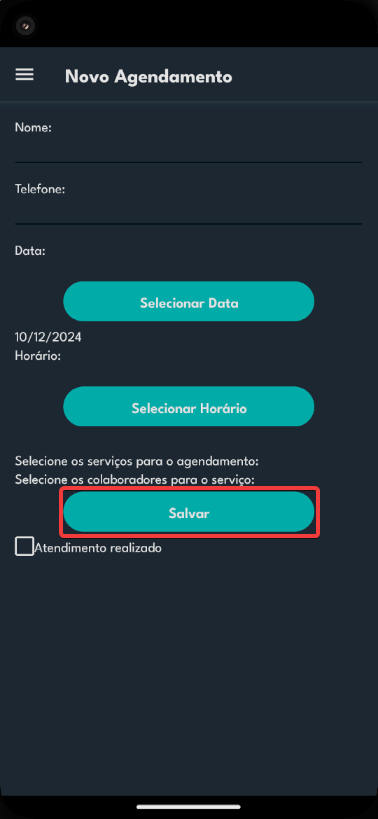 Novo Agendamento
Nome:
Telefone:
Data:
Selecionar Data
10/12/2024
Horário:
Selecionar Horário
Selecione os serviços para o agendamento:
Selecione os colaboradores para o serviço:
Salvar
Atendimento realizado